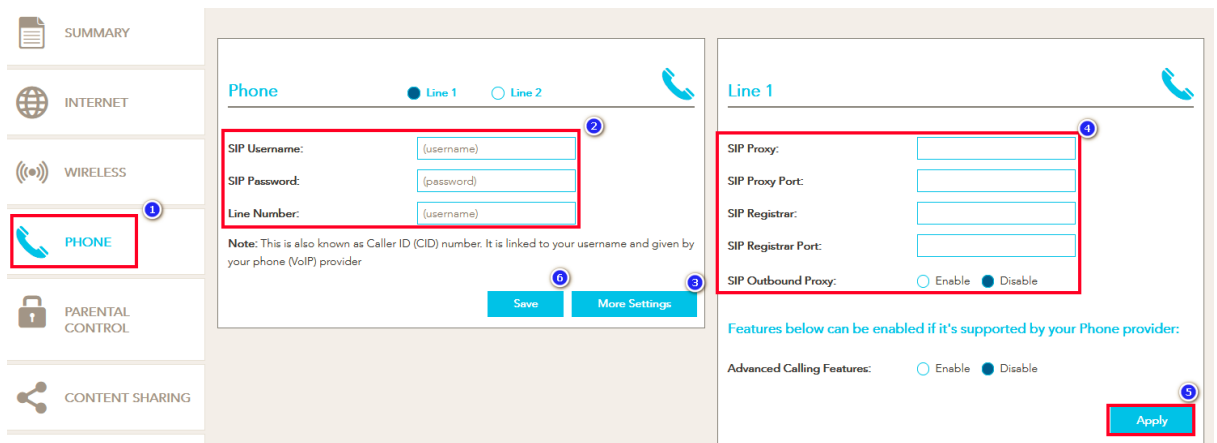 SUMMARY
INTERNET
WIRELESS
1
PHONE
PARENTAL
CONTROL
CONTENT SHARING
Phone
Line 1
Line 2
2
SIP Username:
(username)
SIP Password:
(password)
Line Number:
(username)
Note: This is also known as Caller ID (CID) number. It is linked to your username and given by
your phone (VoIP) provider
6
3
Save
More Settings
Line 1
4
SIP Proxy:
SIP Proxy Port:
SIP Registrar:
SIP Registrar Port:
SIP Outbound Proxy:
Enable
Disable
Features below can be enabled if it's supported by your Phone provider:
Advanced Calling Features:
Enable
Disable
5
Apply